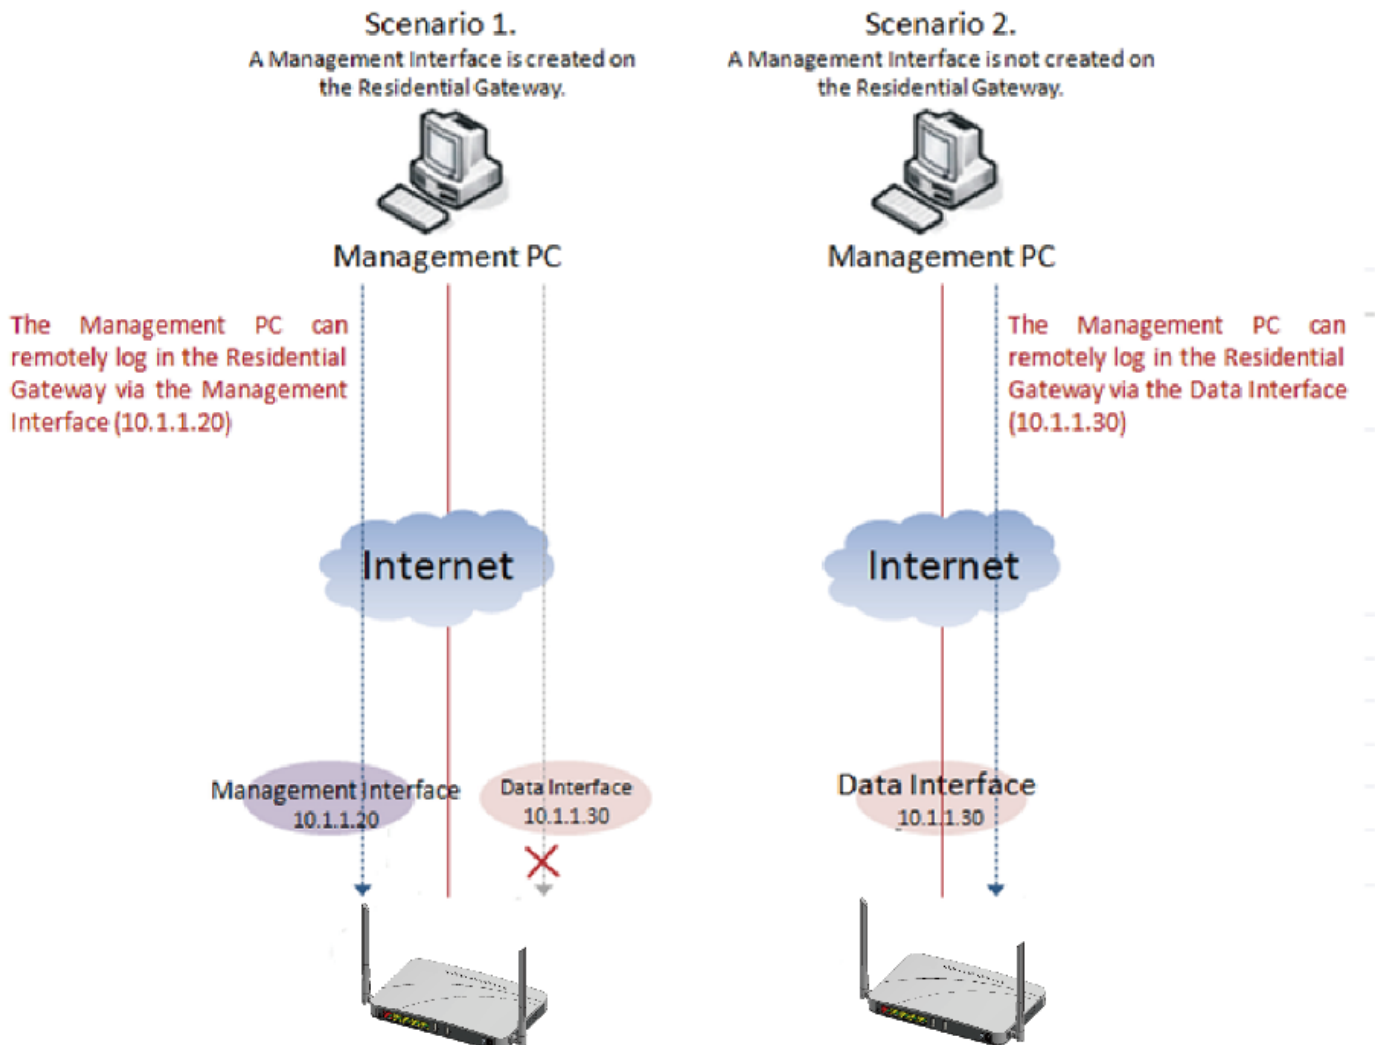 Scenario 1.
A Management Interface is created on
the Residential Gateway.
Management PC
The Management PC can
remotely log in the Residential
Gateway via the Management
Interface (10.1.1.20)
Internet
Management Interface
10.1.1.20
Data Interface
10.1.1.30
Scenario 2.
A Management Interface is not created on
the Residential Gateway.
Management PC
The Management PC can
remotely log in the Residential
Gateway via the Data Interface
(10.1.1.30)
Internet
Data Interface
10.1.1.30